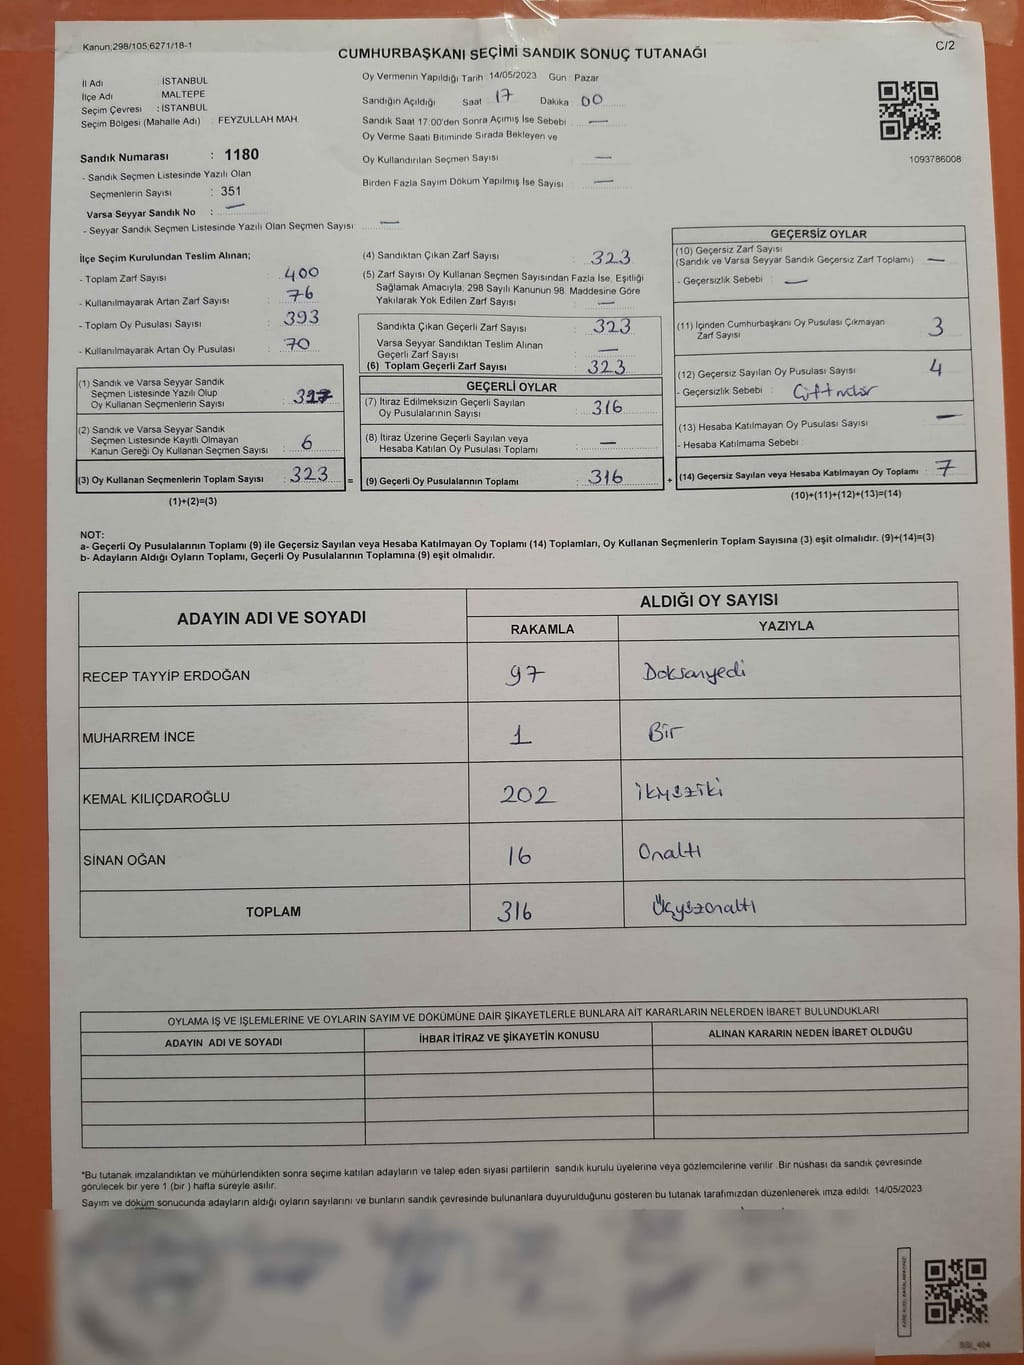 Kanun;298/105,6271/18-1
CUMHURBAŞKANI SEÇİMİ SANDIK SONUÇ TUTANAĞI
C/2
İl Adı : İSTANBUL
İlçe Adı MALTEPE
Seçim Çevresi : İSTANBUL
Seçim Bölgesi (Mahalle Adı) : FEYZULLAH MAH
Sandık Numarası : 1180
- Sandık Seçmen Listesinde Yazılı Olan
Seçmenlerin Sayısı : 351
Varsa Seyyar Sandık No : —
- Seyyar Sandık Seçmen Listesinde Yazılı Olan Seçmen Sayısı : —
Oy Vermenin Yapıldığı Tarih : 14/05/2023 Gün : Pazar
Sandığın Açıldığı Saat 17 Dakika 00
Sandık Saat 17:00'den Sonra Açımış İse Sebebi —
Oy Verme Saati Bitiminde Sırada Bekleyen ve
Oy Kullandırılan Seçmen Sayısı —
Birden Fazla Sayım Döküm Yapılmış İse Sayısı —
1093786008
İlçe Seçim Kurulundan Teslim Alınan;
- Toplam Zarf Sayısı : 400
- Kullanılmayarak Artan Zarf Sayısı : 76
- Toplam Oy Pusulası Sayısı : 393
- Kullanılmayarak Artan Oy Pusulası : 70
(1) Sandık ve Varsa Seyyar Sandık
Seçmen Listesinde Yazılı Olup
Oy Kullanan Seçmenlerin Sayısı : 317
(2) Sandık ve Varsa Seyyar Sandık
Seçmen Listesinde Kayıtlı Olmayan
Kanun Gereği Oy Kullanan Seçmen Sayısı : 6
(3) Oy Kullanan Seçmenlerin Toplam Sayısı : 323 =
(1)+(2)=(3)
(4) Sandıktan Çıkan Zarf Sayısı : 323
(5) Zarf Sayısı Oy Kullanan Seçmen Sayısından Fazla İse, Eşitliği
Sağlamak Amacıyla; 298 Sayılı Kanunun 98. Maddesine Göre
Yakılarak Yok Edilen Zarf Sayısı : —
Sandıkta Çıkan Geçerli Zarf Sayısı : 323
Varsa Seyyar Sandıktan Teslim Alınan
Geçerli Zarf Sayısı : —
(6) Toplam Geçerli Zarf Sayısı : 323
GEÇERLİ OYLAR
(7) İtiraz Edilmeksizin Geçerli Sayılan
Oy Pusulalarının Sayısı : 316
(8) İtiraz Üzerine Geçerli Sayılan veya
Hesaba Katılan Oy Pusulası Toplamı : —
(9) Geçerli Oy Pusulalarının Toplamı : 316 +
GEÇERSİZ OYLAR
(10) Geçersiz Zarf Sayısı
(Sandık ve Varsa Seyyar Sandık Geçersiz Zarf Toplamı) —
- Geçersizlik Sebebi : —
(11) İçinden Cumhurbaşkanı Oy Pusulası Çıkmayan
Zarf Sayısı 3
(12) Geçersiz Sayılan Oy Pusulası Sayısı 4
- Geçersizlik Sebebi :
(13) Hesaba Katılmayan Oy Pusulası Sayısı —
- Hesaba Katılmama Sebebi :
(14) Geçersiz Sayılan veya Hesaba Katılmayan Oy Toplamı : 7
(10)+(11)+(12)+(13)=(14)
NOT:
a- Geçerli Oy Pusulalarının Toplamı (9) ile Geçersiz Sayılan veya Hesaba Katılmayan Oy Toplamı (14) Toplamları, Oy Kullanan Seçmenlerin Toplam Sayısına (3) eşit olmalıdır. (9)+(14)=(3)
b- Adayların Aldığı Oyların Toplamı, Geçerli Oy Pusulalarının Toplamına (9) eşit olmalıdır.
ADAYIN ADI VE SOYADI ALDIĞI OY SAYISI
RAKAMLA YAZIYLA
RECEP TAYYİP ERDOĞAN 97 Doksanyedi
MUHARREM İNCE 1 Bir
KEMAL KILIÇDAROĞLU 202 ikiyüziki
SİNAN OĞAN 16 Onaltı
TOPLAM 316 Üçyüzonaltı
OYLAMA İŞ VE İŞLEMLERİNE VE OYLARIN SAYIM VE DÖKÜMÜNE DAİR ŞİKAYETLERLE BUNLARA AİT KARARLARIN NELERDEN İBARET BULUNDUKLARI
ADAYIN ADI VE SOYADI İHBAR İTİRAZ VE ŞİKAYETİN KONUSU ALINAN KARARIN NEDEN İBARET OLDUĞU
*Bu tutanak imzalandıktan ve mühürlendikten sonra seçime katılan adayların ve talep eden siyasi partilerin sandık kurulu üyelerine veya gözlemcilerine verilir. Bir nüshası da sandık çevresinde
görülecek bir yere 1 (bir ) hafta süreyle asılır.
Sayım ve döküm sonucunda adayların aldığı oyların sayılarını ve bunların sandık çevresinde bulunanlara duyurulduğunu gösteren bu tutanak tarafımızdan düzenlenerek imza edildi. 14/05/2023